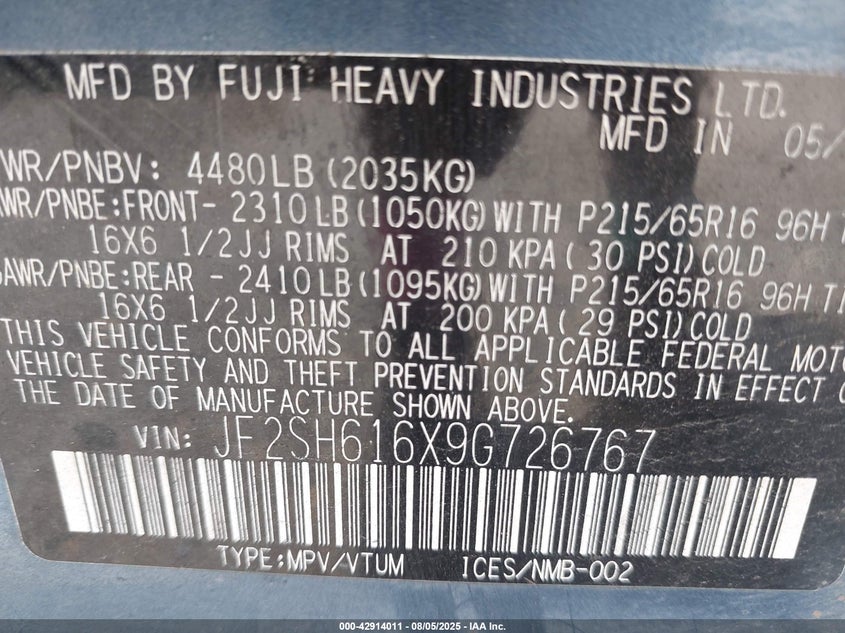 MFD BY FUJI HEAVY INDUSTRIES LTD.
MFD IN 05/
WR/PNBV: 4480LB (2035KG)
WR/PNBE:FRONT- 2310 LB (1050KG) WITH P215/65R16 96H
16X6 1/2JJ RIMS AT 210 KPA ( 30 PSI) COLD
AWR/PNBE:REAR - 2410 LB (1095KG) WITH P215/65R16 96H
16X6 1/2JJ RIMS AT 200 KPA ( 29 PSI) COLD
THIS VEHICLE CONFORMS TO ALL APPLICABLE FEDERAL MOTO
VEHICLE SAFETY AND THEFT PREVENTION STANDARDS IN EFFECT
THE DATE OF MANUFACTURE SHOWN ABOVE.
VIN: JF2SH616X9G726767
TYPE:MPV/VTUM ICES/NMB-002
000-42914011 - 08/05/2025 - IAA Inc.